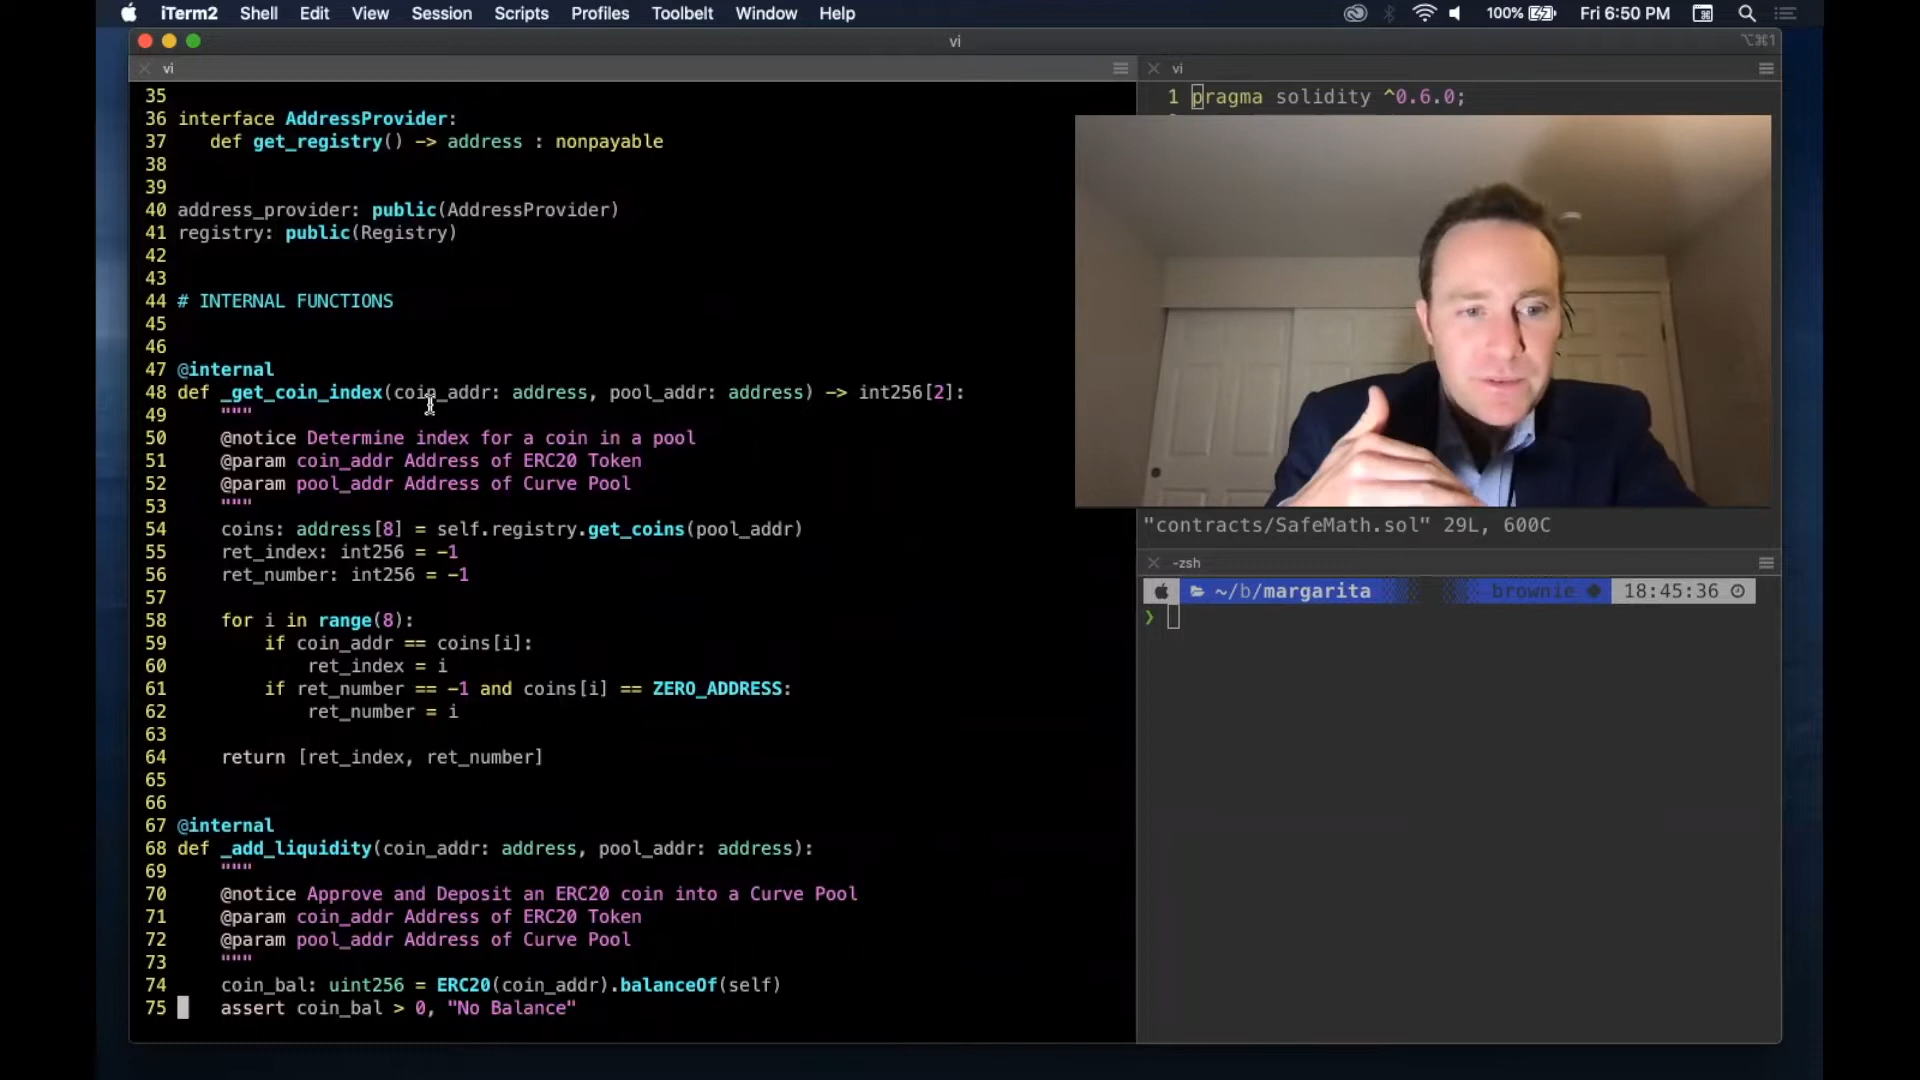 iTerm2 Shell Edit View Session Scripts Profiles Toolbelt Window Help 100% Fri 6:50 PM
vi ⌥⌘1
vi
35
36 interface AddressProvider:
37    def get_registry() -> address : nonpayable
38
39
40 address_provider: public(AddressProvider)
41 registry: public(Registry)
42
43
44 # INTERNAL FUNCTIONS
45
46
47 @internal
48 def _get_coin_index(coin_addr: address, pool_addr: address) -> int256[2]:
49     """
50     @notice Determine index for a coin in a pool
51     @param coin_addr Address of ERC20 Token
52     @param pool_addr Address of Curve Pool
53     """
54     coins: address[8] = self.registry.get_coins(pool_addr)
55     ret_index: int256 = -1
56     ret_number: int256 = -1
57
58     for i in range(8):
59         if coin_addr == coins[i]:
60             ret_index = i
61         if ret_number == -1 and coins[i] == ZERO_ADDRESS:
62             ret_number = i
63
64     return [ret_index, ret_number]
65
66
67 @internal
68 def _add_liquidity(coin_addr: address, pool_addr: address):
69     """
70     @notice Approve and Deposit an ERC20 coin into a Curve Pool
71     @param coin_addr Address of ERC20 Token
72     @param pool_addr Address of Curve Pool
73     """
74     coin_bal: uint256 = ERC20(coin_addr).balanceOf(self)
75     assert coin_bal > 0, "No Balance"
vi
1 pragma solidity ^0.6.0;
"contracts/SafeMath.sol" 29L, 600C
-zsh
~/b/margarita brownie 18:45:36
❯